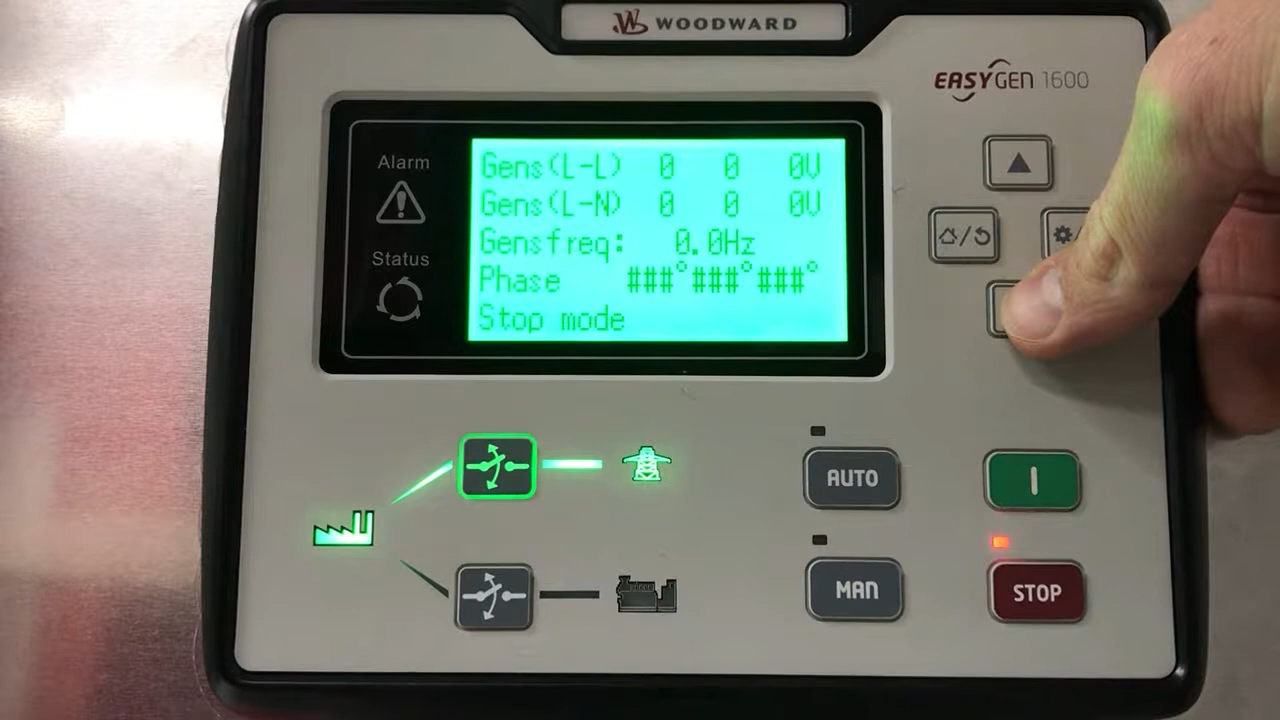 WOODWARD
EASYGEN 1600
Alarm
Status
Gens(L-L) 0 0 0V
Gens(L-N) 0 0 0V
Gensfreq: 0.0Hz
Phase ###° ###° ###°
Stop mode
AUTO
I
MAN
STOP